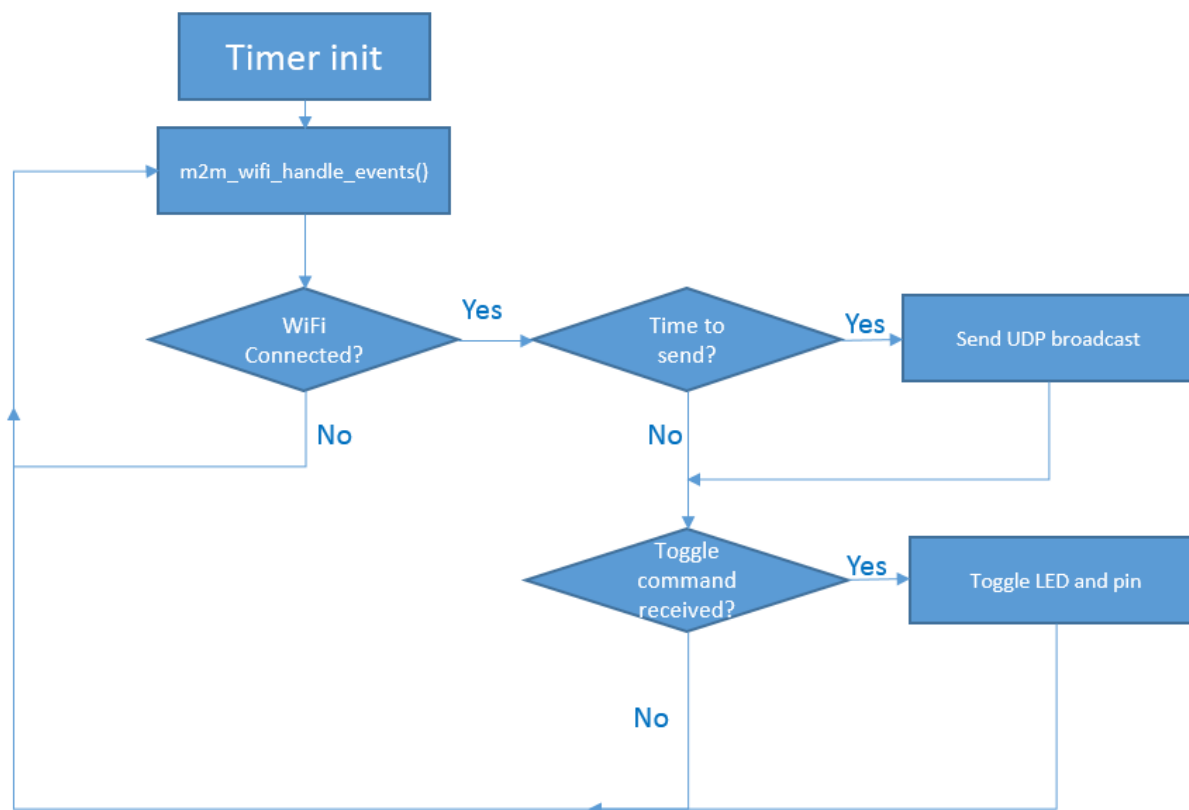 Timer init
m2m_wifi_handle_events()
WiFi
Connected?
Yes
Time to
send?
Yes
Send UDP broadcast
No
No
Toggle
command
received?
Yes
Toggle LED and pin
No